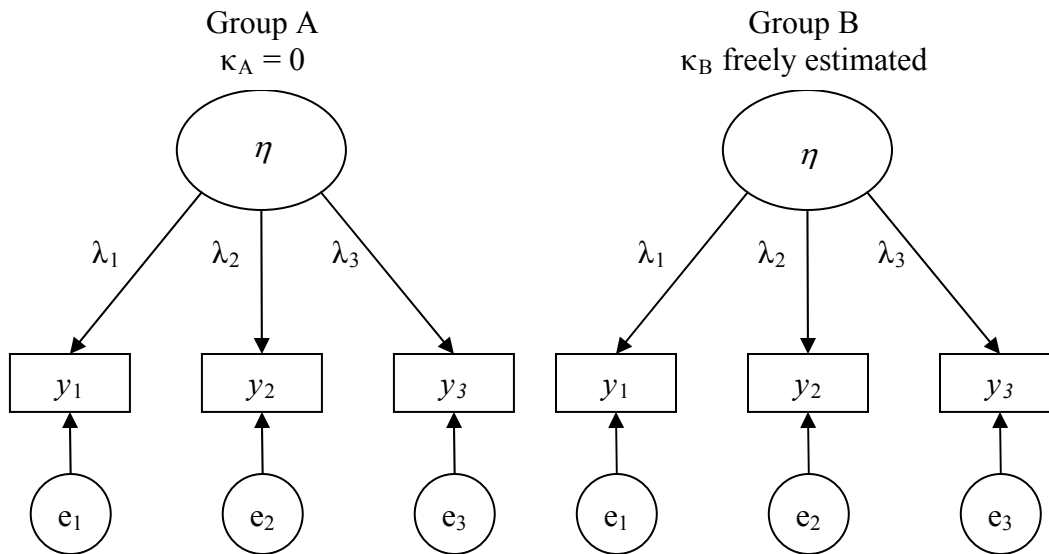 Group A Group B
κA = 0 κB freely estimated
η η
λ1 λ2 λ3 λ1 λ2 λ3
y1 y2 y3 y1 y2 y3
e1 e2 e3 e1 e2 e3